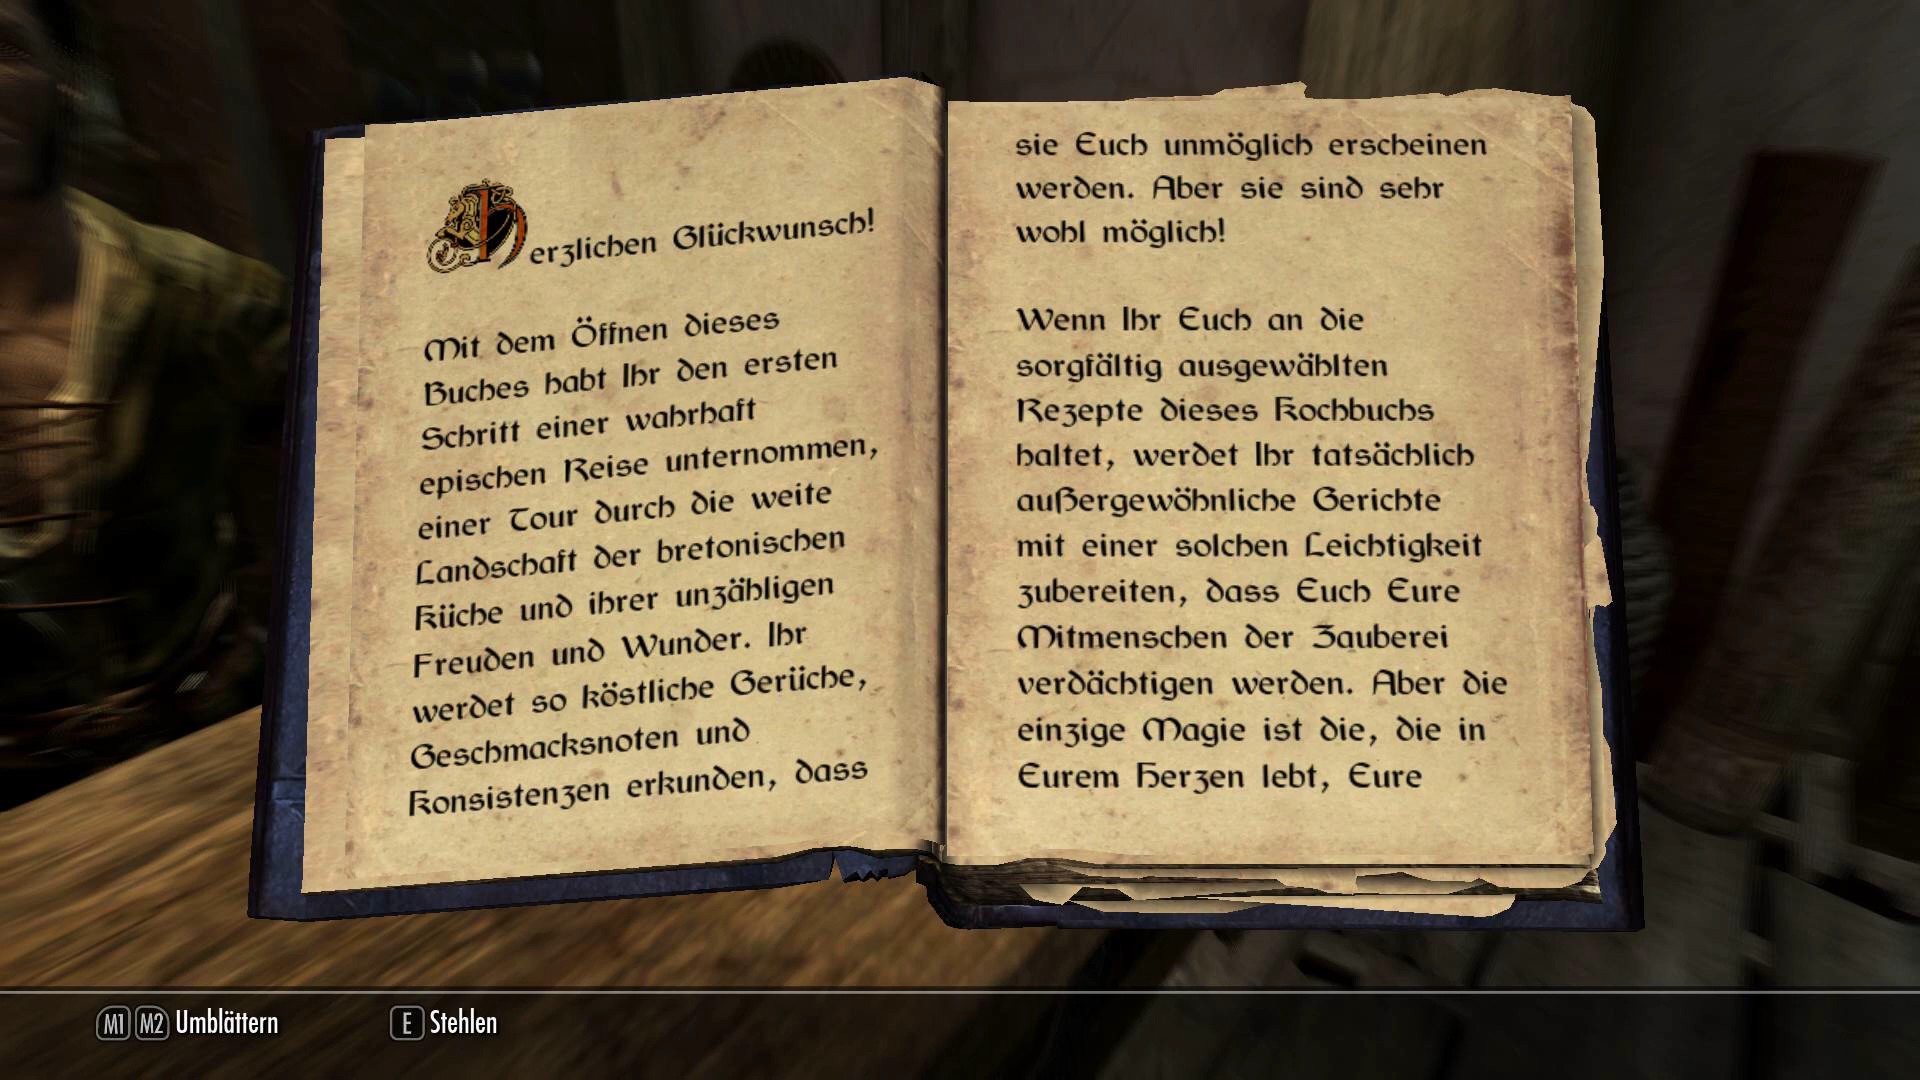 Herzlichen Glückwunsch!
Mit dem Öffnen dieses
Buches habt Ihr den ersten
Schritt einer wahrhaft
epischen Reise unternommen,
einer Tour durch die weite
Landschaft der bretonischen
Küche und ihrer unzähligen
Freuden und Wunder. Ihr
werdet so köstliche Gerüche,
Geschmacksnoten und
Konsistenzen erkunden, dass
sie Euch unmöglich erscheinen
werden. Aber sie sind sehr
wohl möglich!
Wenn Ihr Euch an die
sorgfältig ausgewählten
Rezepte dieses Kochbuchs
haltet, werdet Ihr tatsächlich
außergewöhnliche Gerichte
mit einer solchen Leichtigkeit
zubereiten, dass Euch Eure
Mitmenschen der Zauberei
verdächtigen werden. Aber die
einzige Magie ist die, die in
Eurem Herzen lebt, Eure
M1 M2 Umblättern
E Stehlen